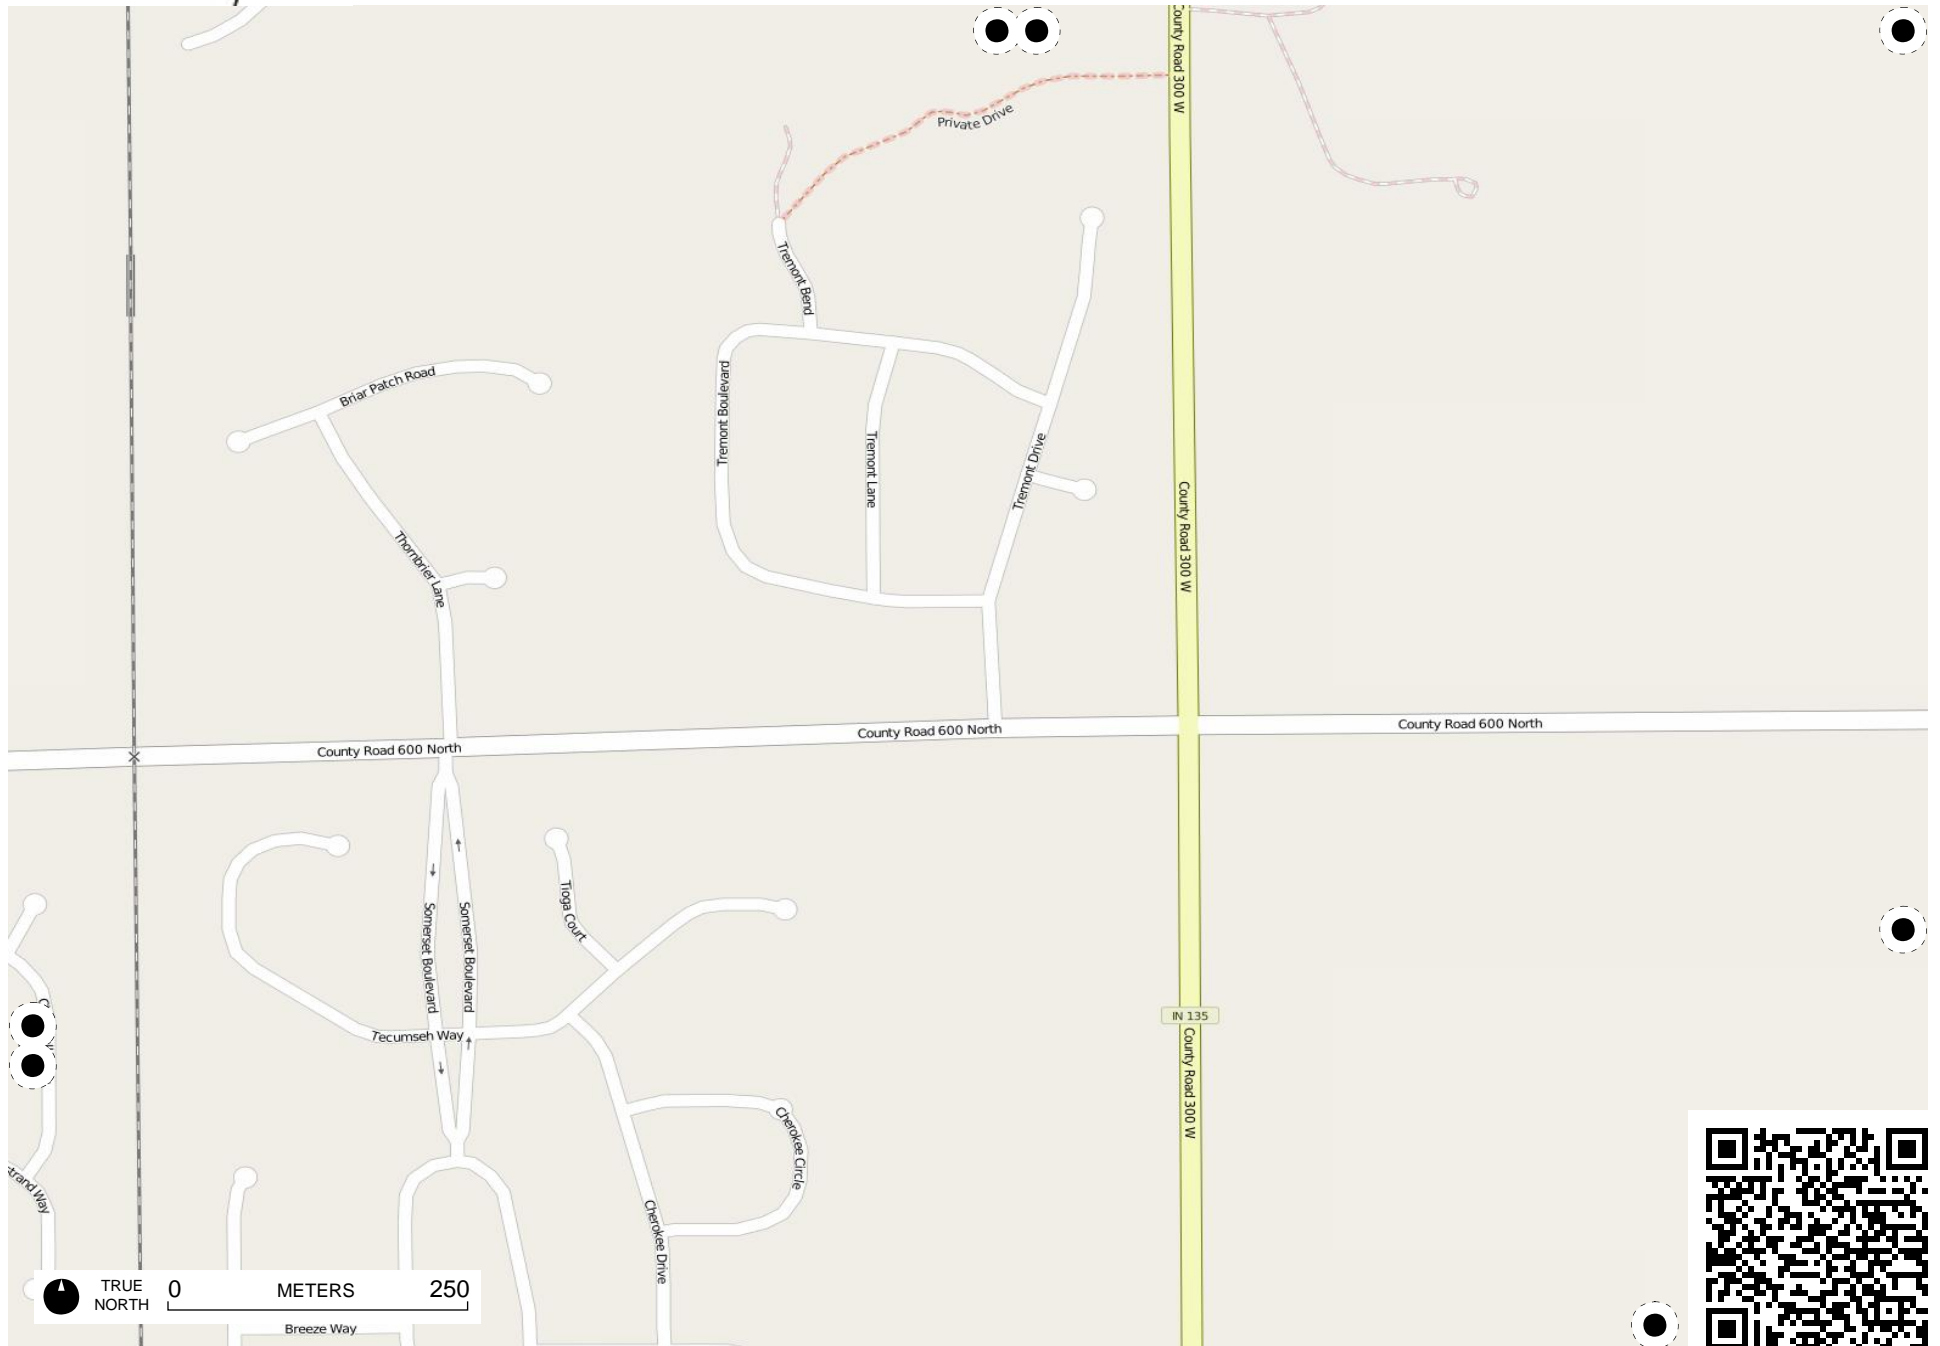 County Road 300 W
Private Drive
Tremont Bend
Briar Patch Road
Tremont Boulevard
Tremont Lane
Tremont Drive
County Road 300 W
Thornbrier Lane
County Road 600 North
County Road 600 North
County Road 600 North
Tioga Court
Somerset Boulevard
Somerset Boulevard
IN 135
Tecumseh Way
County Road 300 W
Cherokee Circle
trand Way
Cherokee Drive
TRUE
NORTH
0 METERS 250
Breeze Way